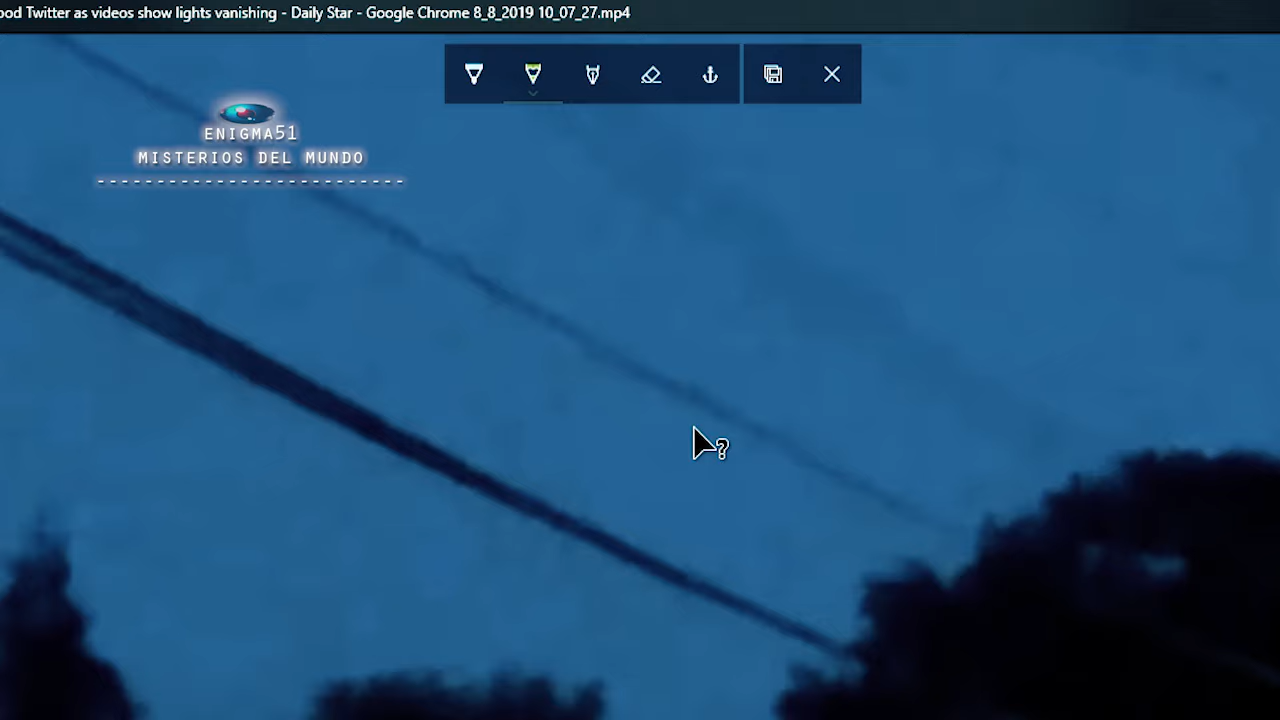 ood Twitter as videos show lights vanishing - Daily Star - Google Chrome 8_8_2019 10_07_27.mp4
ENIGMA51
MISTERIOS DEL MUNDO